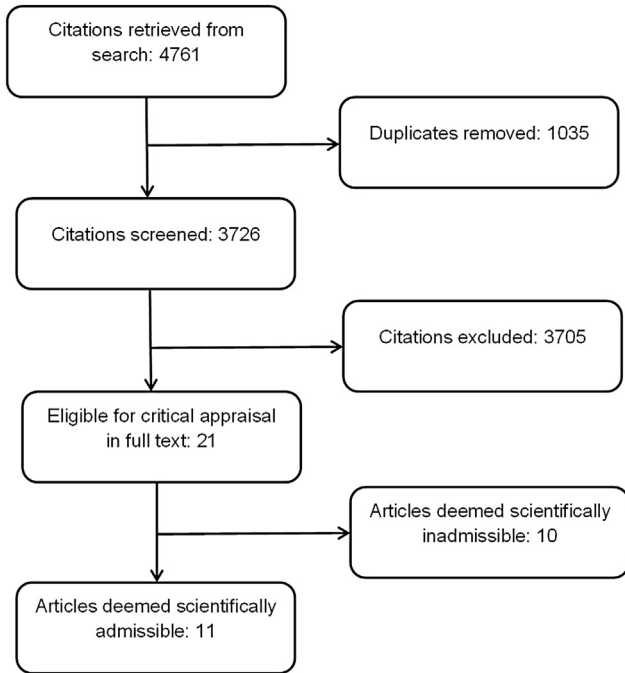 Citations retrieved from
search: 4761
Duplicates removed: 1035
Citations screened: 3726
Citations excluded: 3705
Eligible for critical appraisal
in full text: 21
Articles deemed scientifically
inadmissible: 10
Articles deemed scientifically
admissible: 11